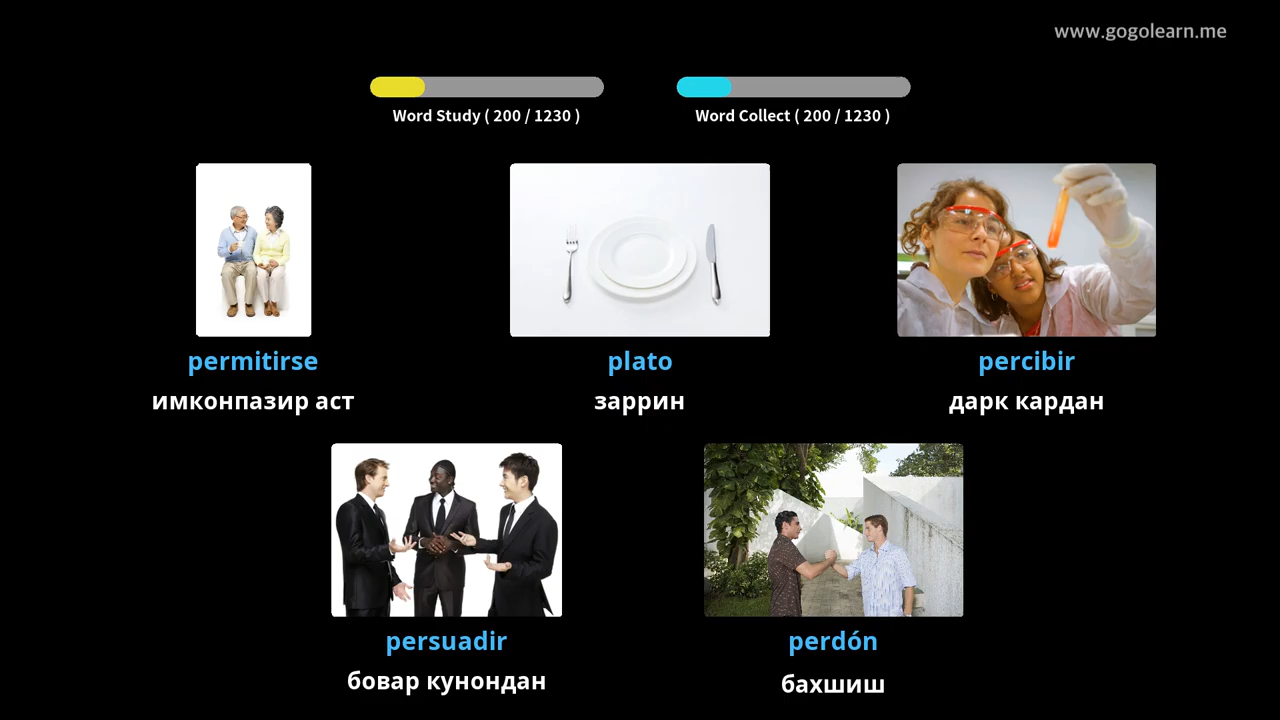 www.gogolearn.me
Word Study ( 200 / 1230 )
Word Collect ( 200 / 1230 )
permitirse
имконпазир аст
plato
заррин
percibir
дарк кардан
persuadir
бовар кунондан
perdón
бахшиш